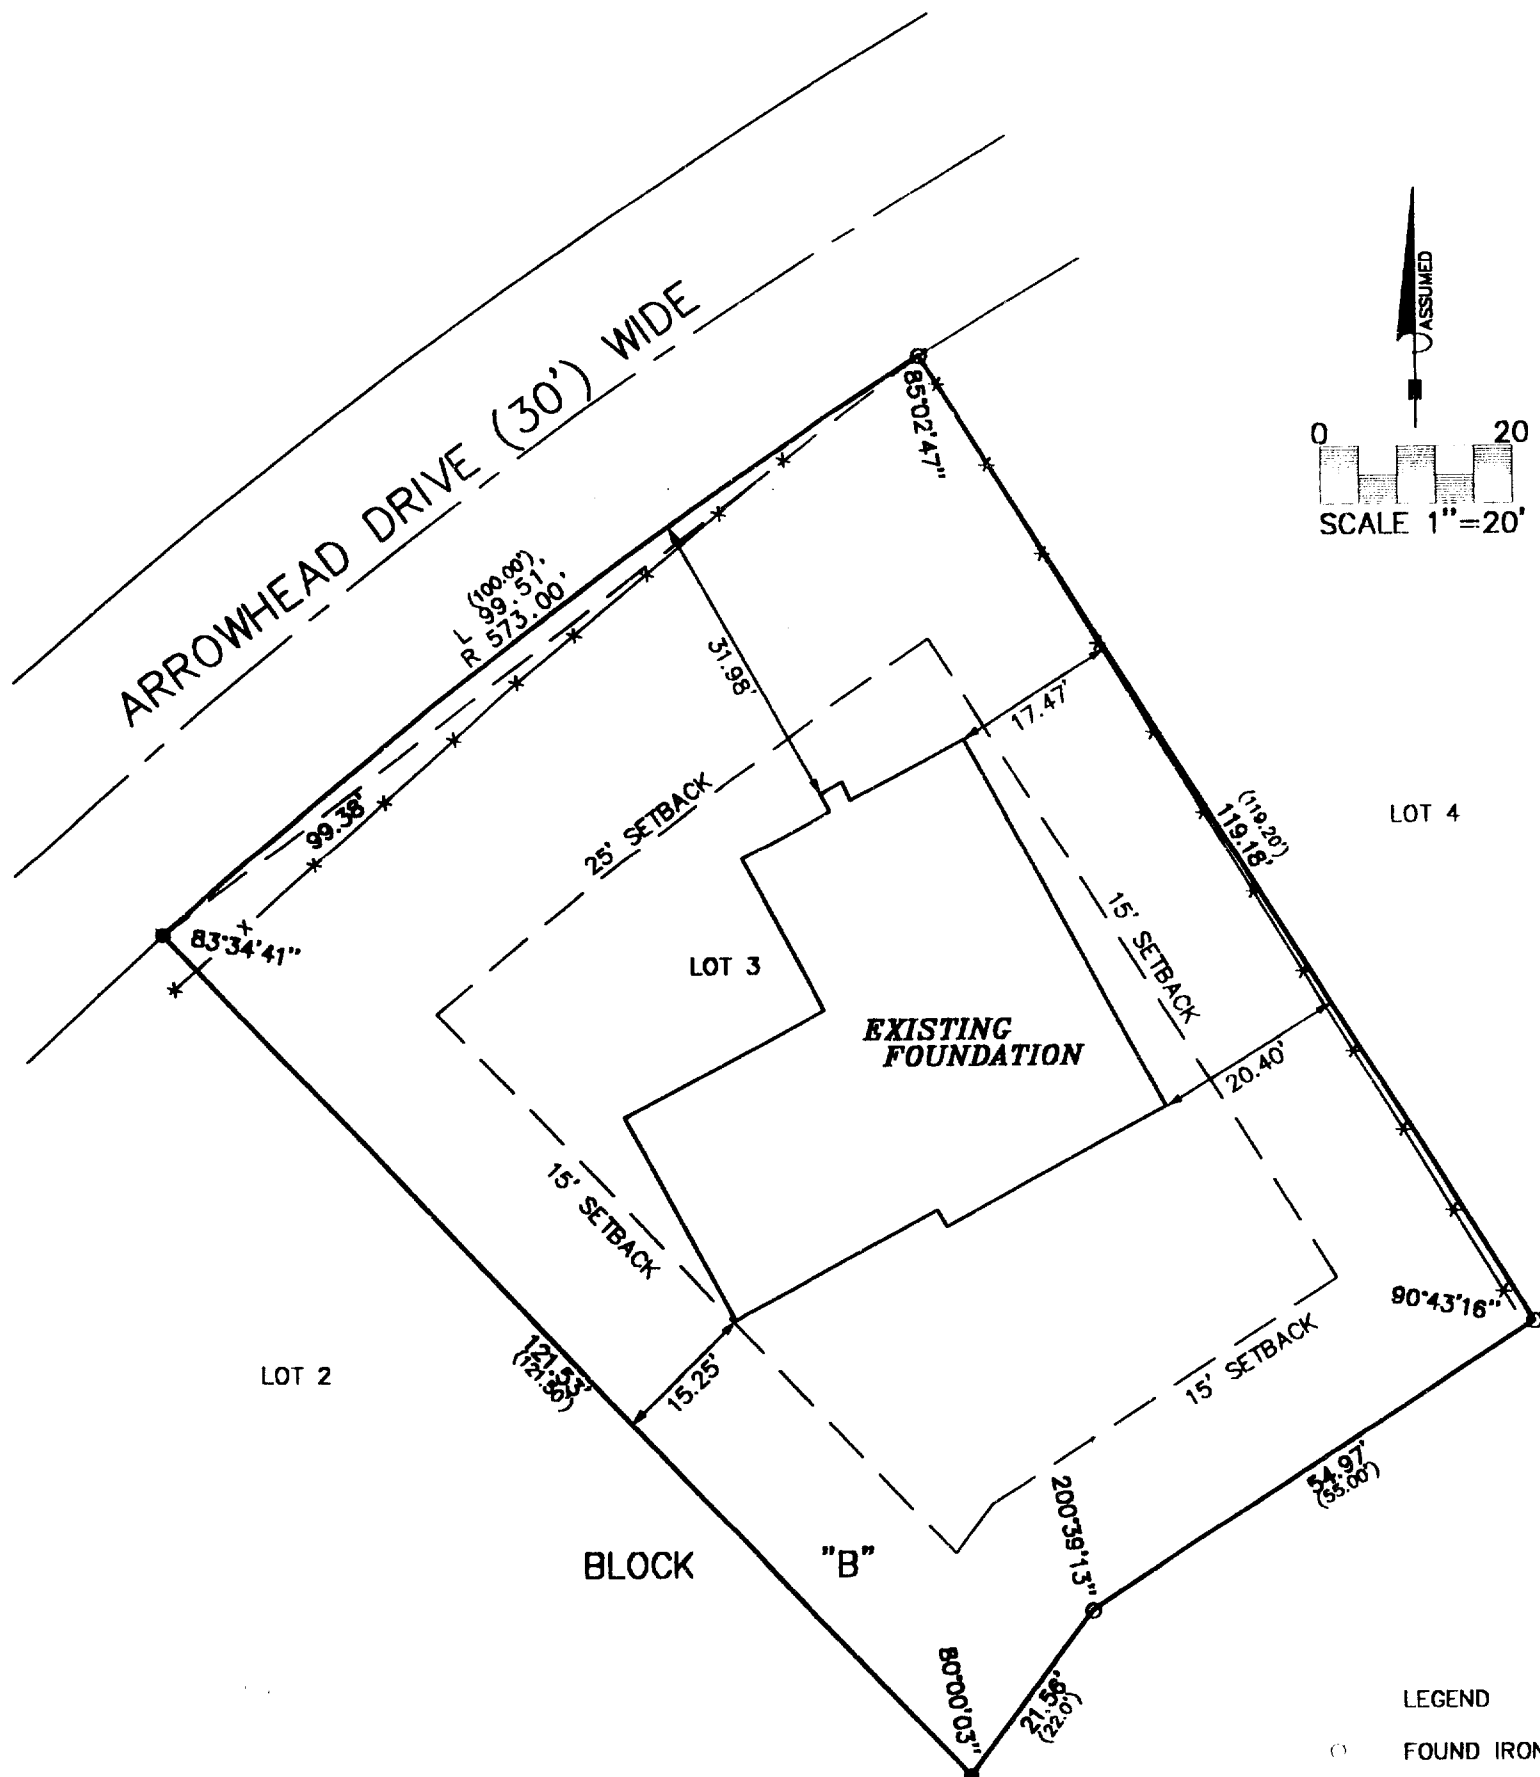 ARROWHEAD DRIVE (30') WIDE
ASSUMED
0 20
SCALE 1"=20'
85°02'47"
(100.00')
L 99.51'
R 573.00'
31.98'
17.47'
99.38'
25' SETBACK
(119.20')
119.18'
LOT 4
83°34'41"
LOT 3
15' SETBACK
EXISTING
FOUNDATION
20.40'
15' SETBACK
90°43'16"
LOT 2
121.53'
(121.50')
15.25'
15' SETBACK
54.97'
(55.00')
200°39'13"
BLOCK "B"
80°00'03"
21.56'
(22.0')
LEGEND
FOUND IRON